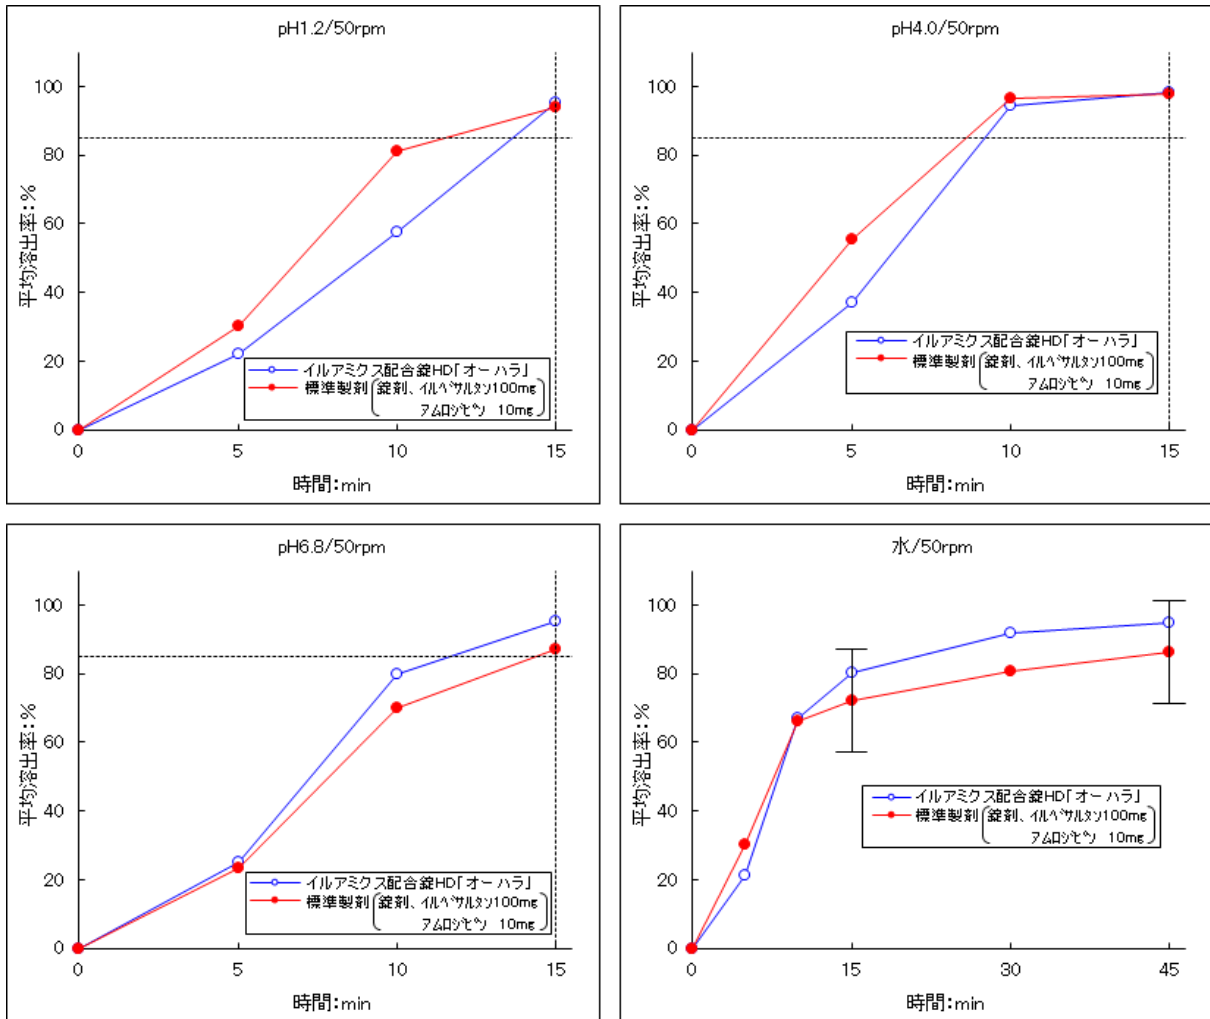 pH1.2/50rpm
平均溶出率:%
100
80
60
40
20
0
イルアミクス配合錠HD「オーハラ」
標準製剤(錠剤、イルベサルタン100mg
アムロジピン 10mg)
0 5 10 15
時間:min
pH4.0/50rpm
平均溶出率:%
100
80
60
40
20
0
イルアミクス配合錠HD「オーハラ」
標準製剤(錠剤、イルベサルタン100mg
アムロジピン 10mg)
0 5 10 15
時間:min
pH6.8/50rpm
平均溶出率:%
100
80
60
40
20
0
イルアミクス配合錠HD「オーハラ」
標準製剤(錠剤、イルベサルタン100mg
アムロジピン 10mg)
0 5 10 15
時間:min
水/50rpm
平均溶出率:%
100
80
60
40
20
0
イルアミクス配合錠HD「オーハラ」
標準製剤(錠剤、イルベサルタン100mg
アムロジピン 10mg)
0 15 30 45
時間:min